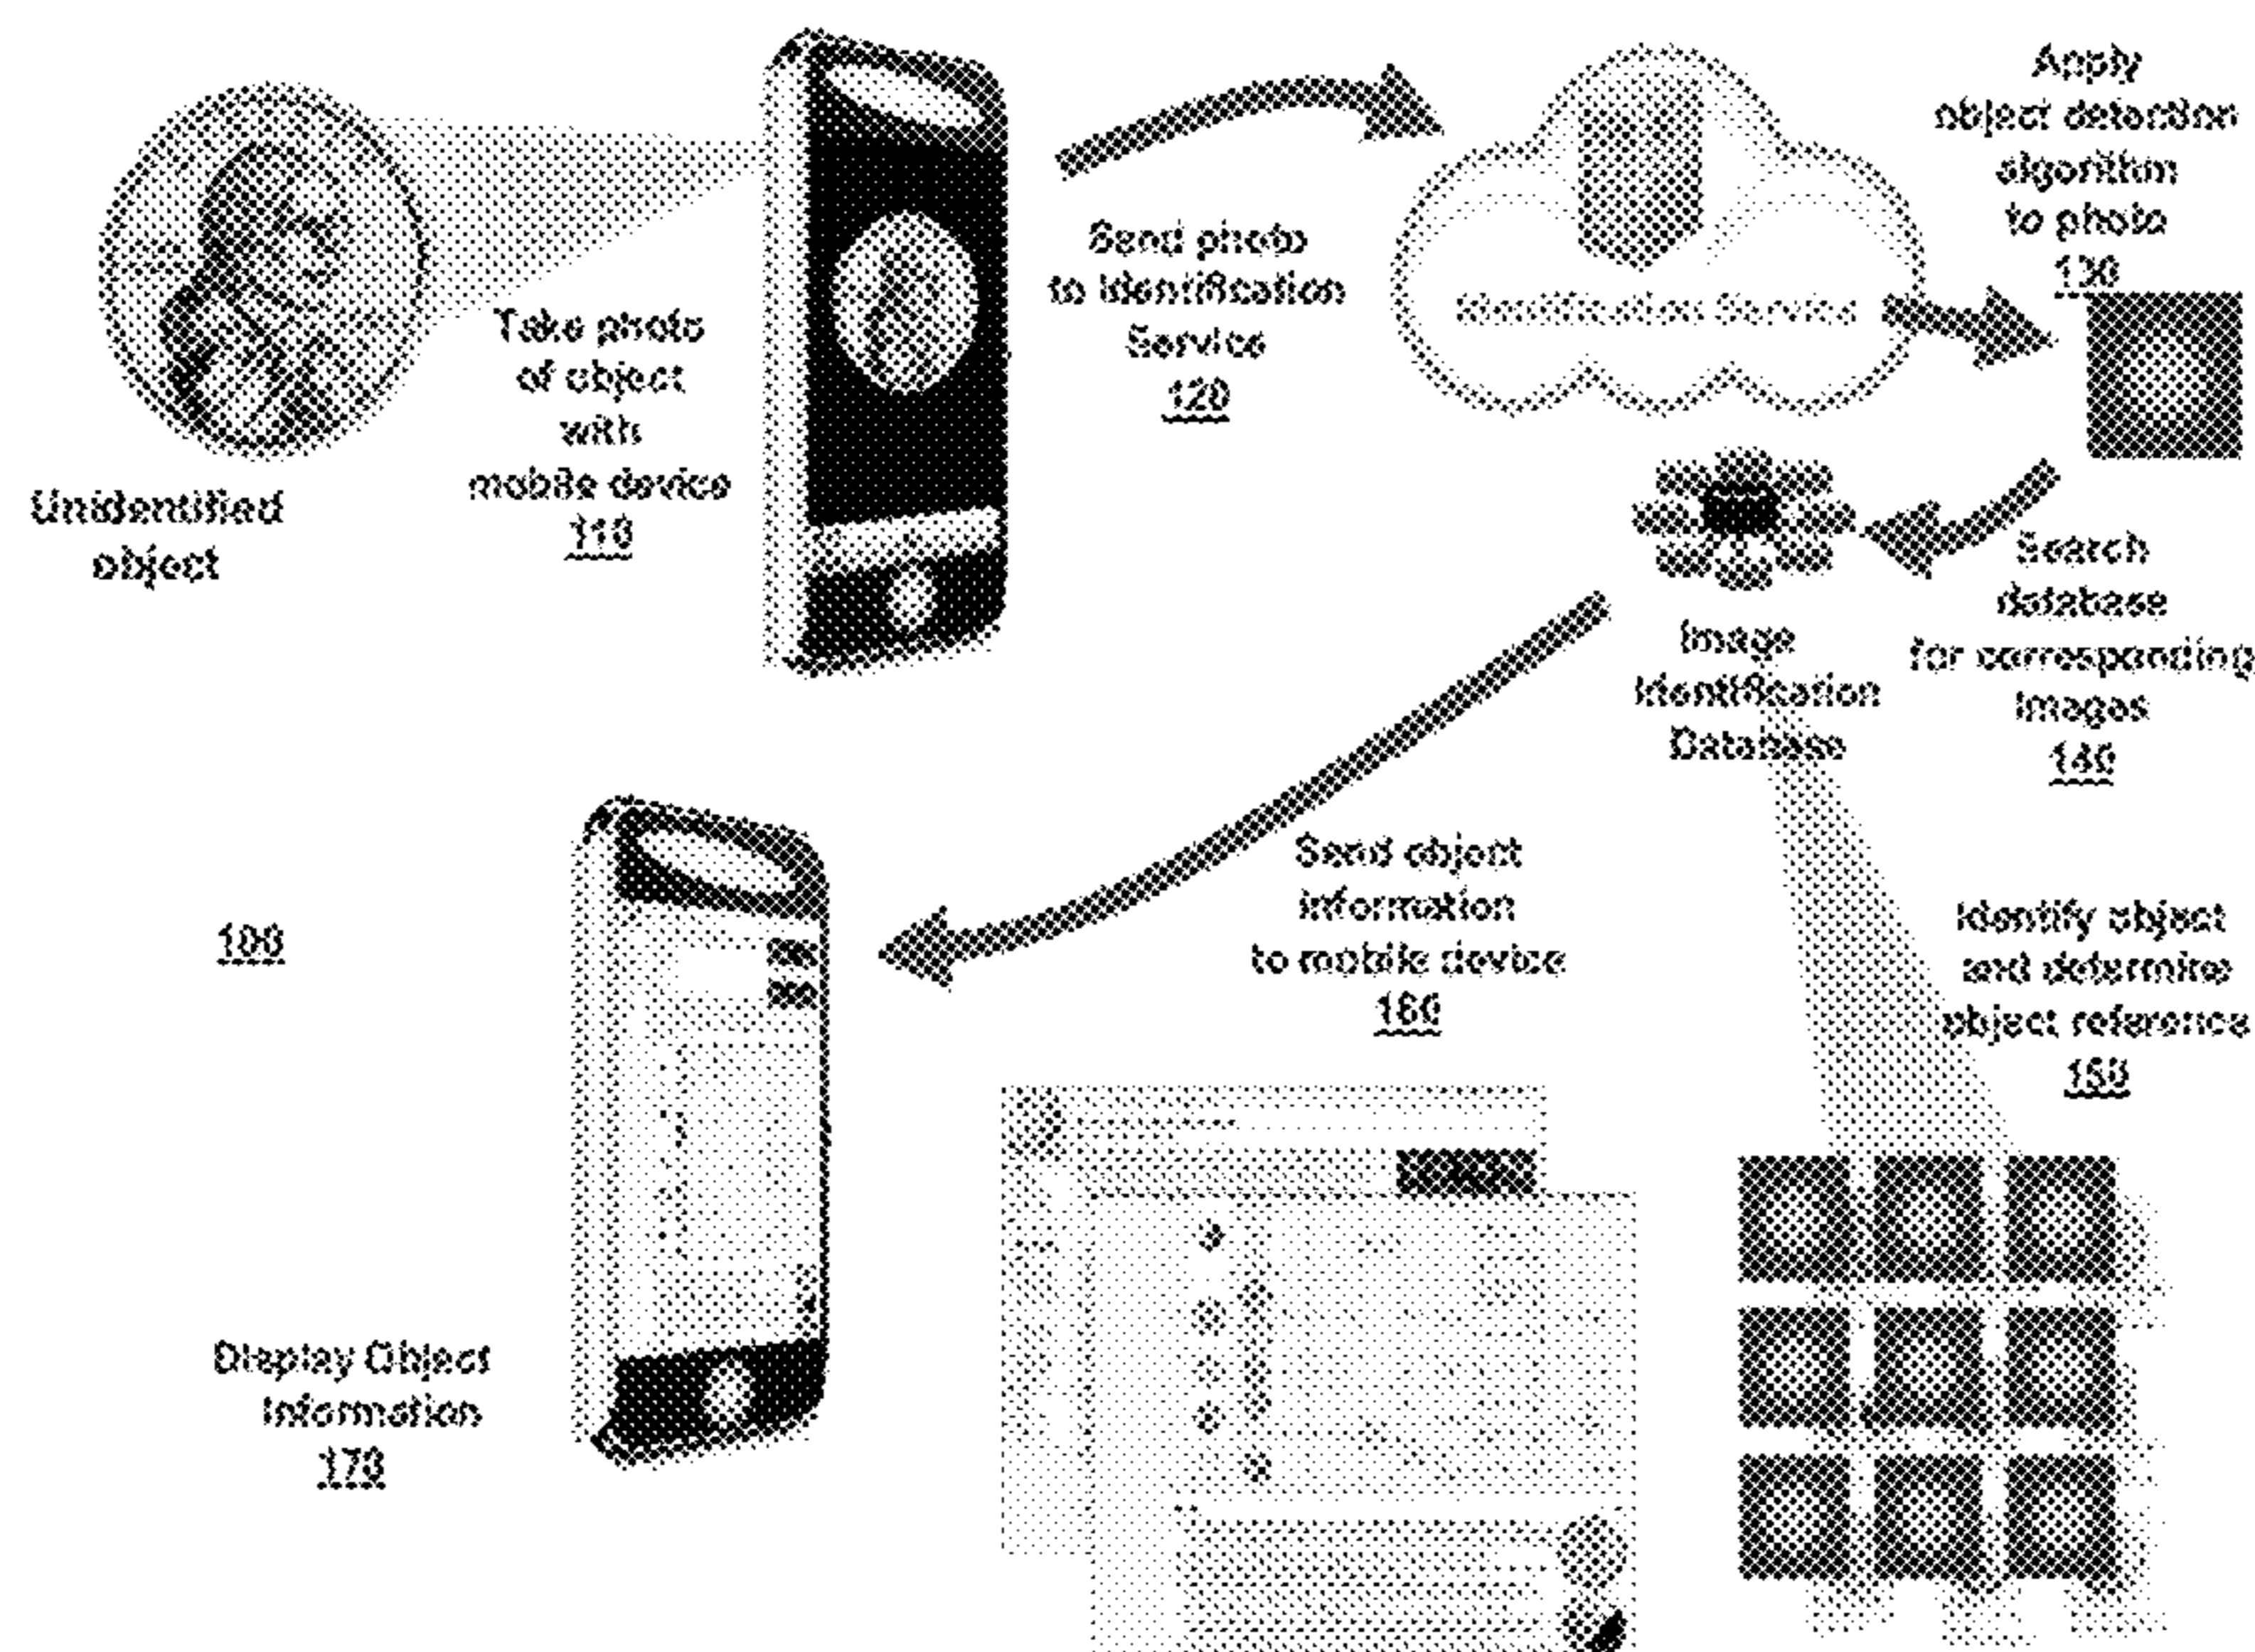 Unidentified
object
Take photo
of object
with
mobile device
110
Send photo
to Identification
Service
120
Identification Service
Apply
object detection
algorithm
to photo
130
Search
database
for corresponding
Images
140
Image
Identification
Database
Identify object
and determine
object reference
150
Send object
information
to mobile device
160
100
Display Object
Information
170